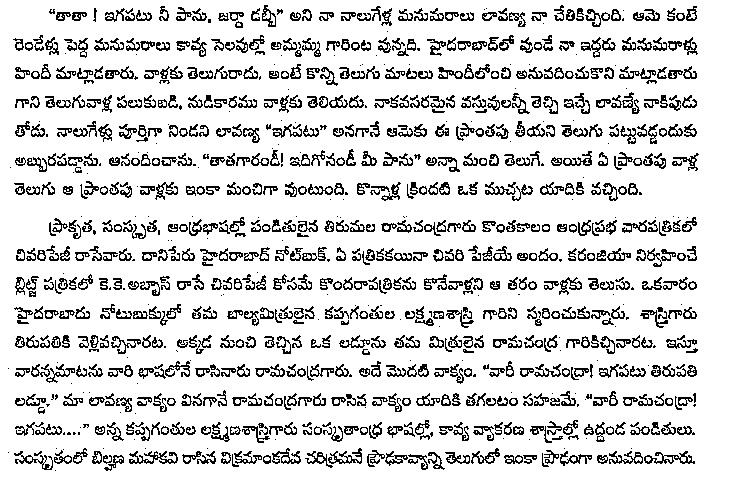 "తాతా ! ఇగపటు నీ పాను, జర్దా డబ్బీ" అని నా నాలుగేళ్ల మనుమరాలు లావణ్య నా చేతికిచ్చింది. ఆమె కంటే
రెండేళ్లు పెద్ద మనుమరాలు కావ్య సెలవుల్లో అమ్మమ్మ గారింట వున్నది. హైదరాబాద్‌లో వుండే నా ఇద్దరు మనుమరాళ్లు
హిందీ మాట్లాడతారు. వాళ్లకు తెలుగురాదు. అంటే కొన్ని తెలుగు మాటలు హిందీలోంచి అనువదించుకొని మాట్లాడతారు
గాని తెలుగువాళ్ల పలుకుబడి, నుడికారము వాళ్లకు తెలియదు. నాకవసరమైన వస్తువులన్నీ తెచ్చి ఇచ్చే లావణ్యే నాకిపుడు
తోడు. నాలుగేళ్లు పూర్తిగా నిండని లావణ్య "ఇగపటు" అనగానే ఆమెకు ఈ ప్రాంతపు తీయని తెలుగు పట్టువడ్డందుకు
అబ్బురపడ్డాను. ఆనందించాను. "తాతగారండీ! ఇదిగోనండీ మీ పాను" అన్నా మంచి తెలుగే. అయితే ఏ ప్రాంతపు వాళ్ల
తెలుగు ఆ ప్రాంతపు వాళ్లకు ఇంకా మంచిగా వుంటుంది. కొన్నాళ్ల క్రిందటి ఒక ముచ్చట యాదికి వచ్చింది.
ప్రాకృత, సంస్కృత, ఆంధ్రభాషల్లో పండితులైన తిరుమల రామచంద్రగారు కొంతకాలం ఆంధ్రప్రభ వారపత్రికలో
చివరిపేజీ రాసేవారు. దానిపేరు హైదరాబాద్ నోట్‌బుక్. ఏ పత్రికకయినా చివరి పేజీయే అందం. కరంజియా నిర్వహించే
బ్లిట్జ్ పత్రికలో కె.కె.అబ్బాస్ రాసే చివరిపేజీ కోసమే కొందరాపత్రికను కొనేవాళ్లని ఆ తరం వాళ్లకు తెలుసు. ఒకవారం
హైదరాబాదు నోటుబుక్కులో తమ బాల్యమిత్రులైన కప్పగంతుల లక్ష్మణశాస్త్రి గారిని స్మరించుకున్నారు. శాస్త్రిగారు
తిరుపతికి వెళ్లివచ్చినారట. అక్కడ నుంచి తెచ్చిన ఒక లడ్డూను తమ మిత్రులైన రామచంద్ర గారికిచ్చినారట. ఇస్తూ
వారన్నమాటను వారి భాషలోనే రాసినారు రామచంద్రగారు. అదే మొదటి వాక్యం. "వారీ రామచంద్రా! ఇగపటు తిరుపతి
లడ్డూ." మా లావణ్య వాక్యం వినగానే రామచంద్రగారు రాసిన వాక్యం యాదికి తగలటం సహజమే. "వారీ రామచంద్రా!
ఇగపటు...." అన్న కప్పగంతుల లక్ష్మణశాస్త్రిగారు సంస్కృతాంధ్ర భాషల్లో, కావ్య వ్యాకరణ శాస్త్రాల్లో ఉద్దండ పండితులు.
సంస్కృతంలో బిల్హణ మహాకవి రాసిన విక్రమాంకదేవ చరిత్రమనే ప్రౌఢకావ్యాన్ని తెలుగులో ఇంకా ప్రౌఢంగా అనువదించినారు.